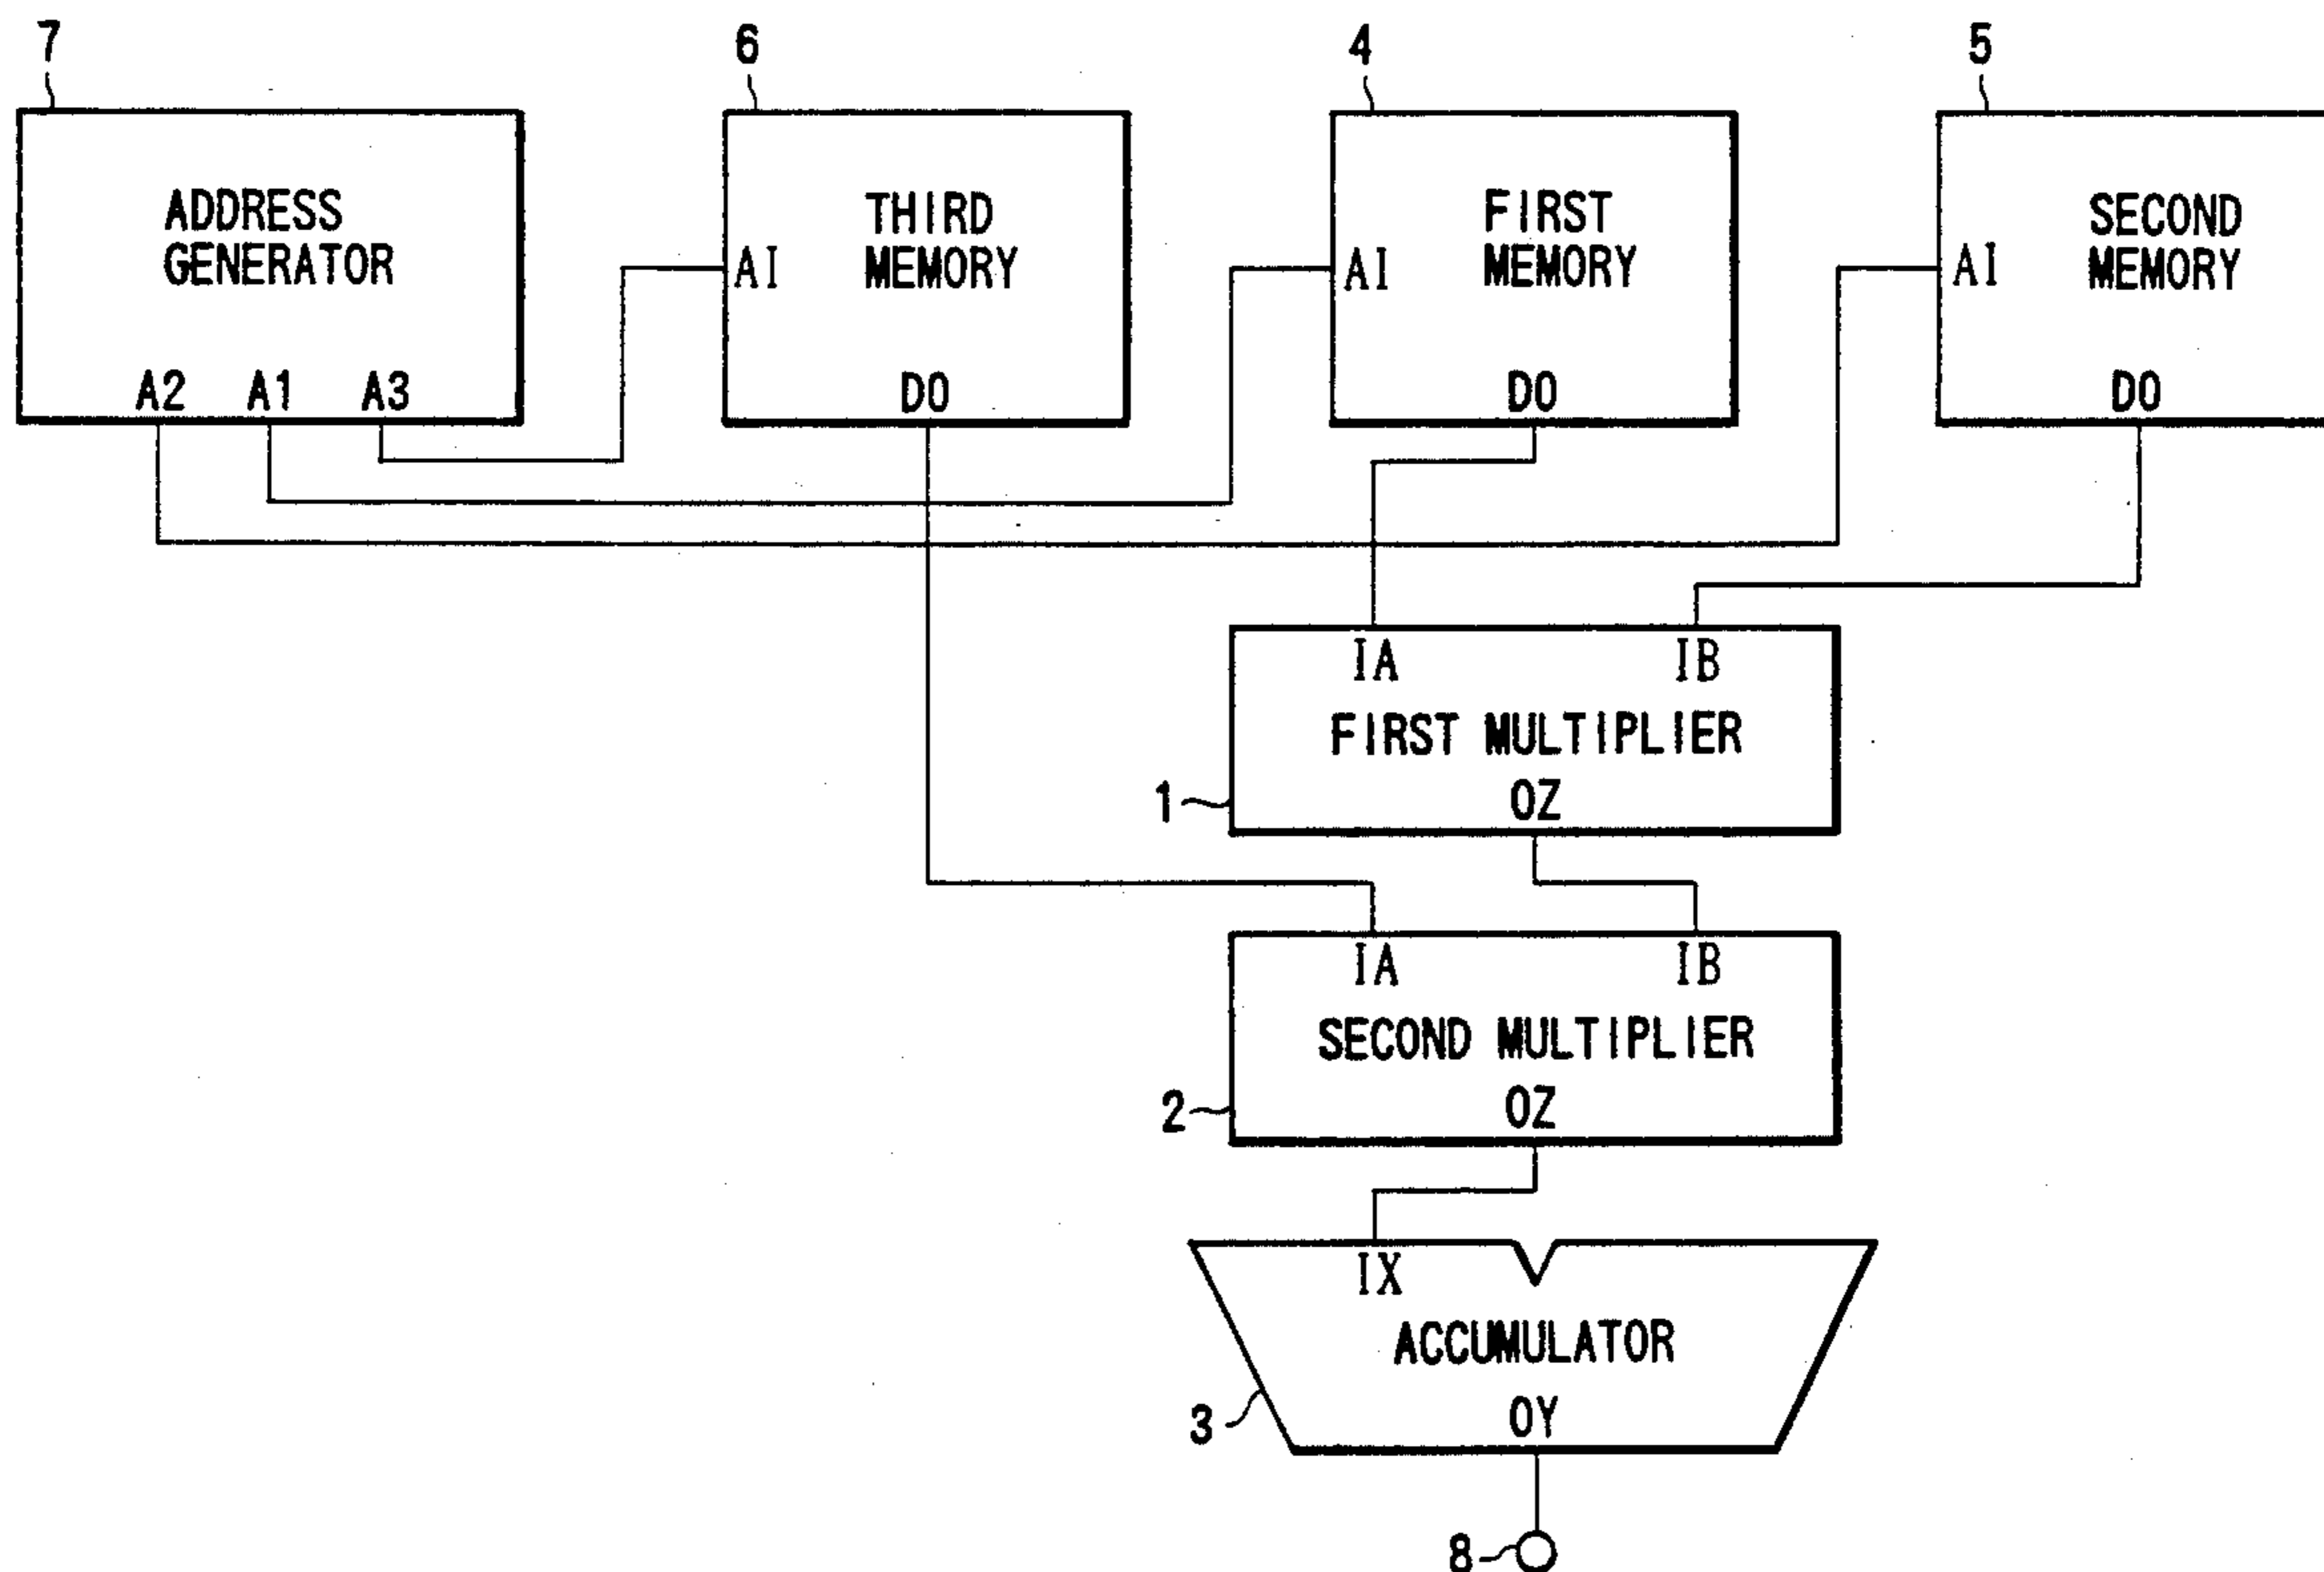 7
6
4
5
ADDRESS
GENERATOR
A2 A1 A3
THIRD
MEMORY
AI
DO
FIRST
MEMORY
AI
DO
SECOND
MEMORY
AI
DO
IA IB
FIRST MULTIPLIER
OZ
1
IA IB
SECOND MULTIPLIER
OZ
2
IX
ACCUMULATOR
OY
3
8